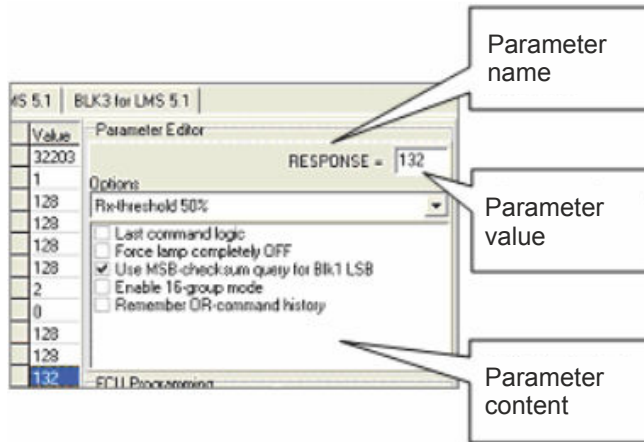 Parameter
name
MS 5.1 BLK3 for LMS 5.1
Value
Parameter Editor
32203
RESPONSE = 132
1
Options
128
Rx-threshold 50%
128
Last command logic
128
Force lamp completely OFF
128
Use MSB-checksum query for Blk1 LSB
2
Enable 16-group mode
0
Remember OR-command history
128
128
132
ECU Programming
Parameter
value
Parameter
content